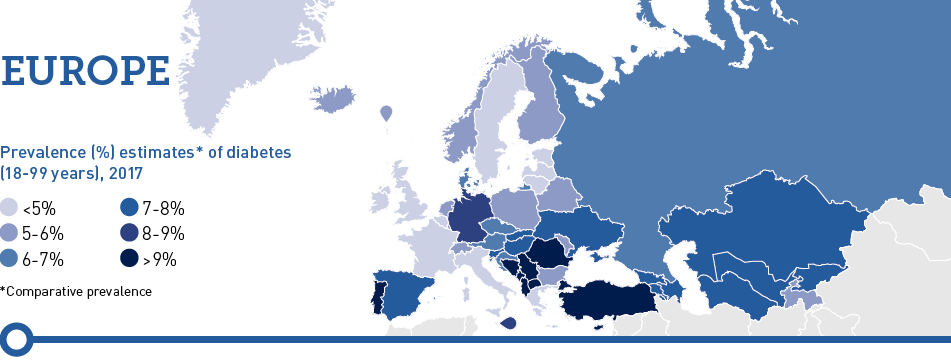 EUROPE
Prevalence (%) estimates* of diabetes
(18-99 years), 2017
<5%
5-6%
6-7%
7-8%
8-9%
>9%
*Comparative prevalence